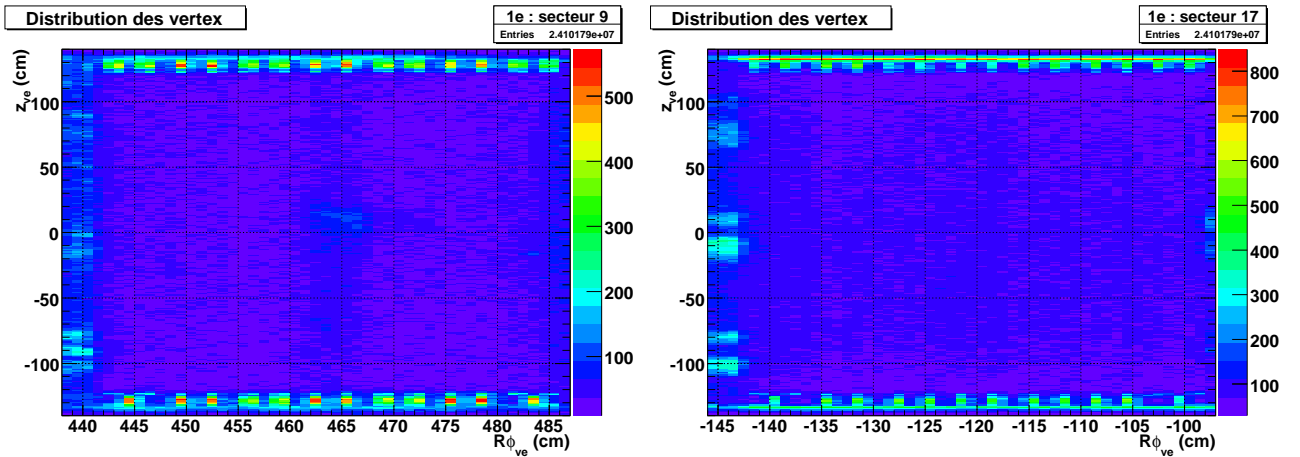 Distribution des vertex
1e : secteur 9
Entries 2.410179e+07
z_ve (cm)
100
50
0
-50
-100
440 445 450 455 460 465 470 475 480 485
Rϕ_ve (cm)
500
400
300
200
100
Distribution des vertex
1e : secteur 17
Entries 2.410179e+07
z_ve (cm)
100
50
0
-50
-100
-145 -140 -135 -130 -125 -120 -115 -110 -105 -100
Rϕ_ve (cm)
800
700
600
500
400
300
200
100